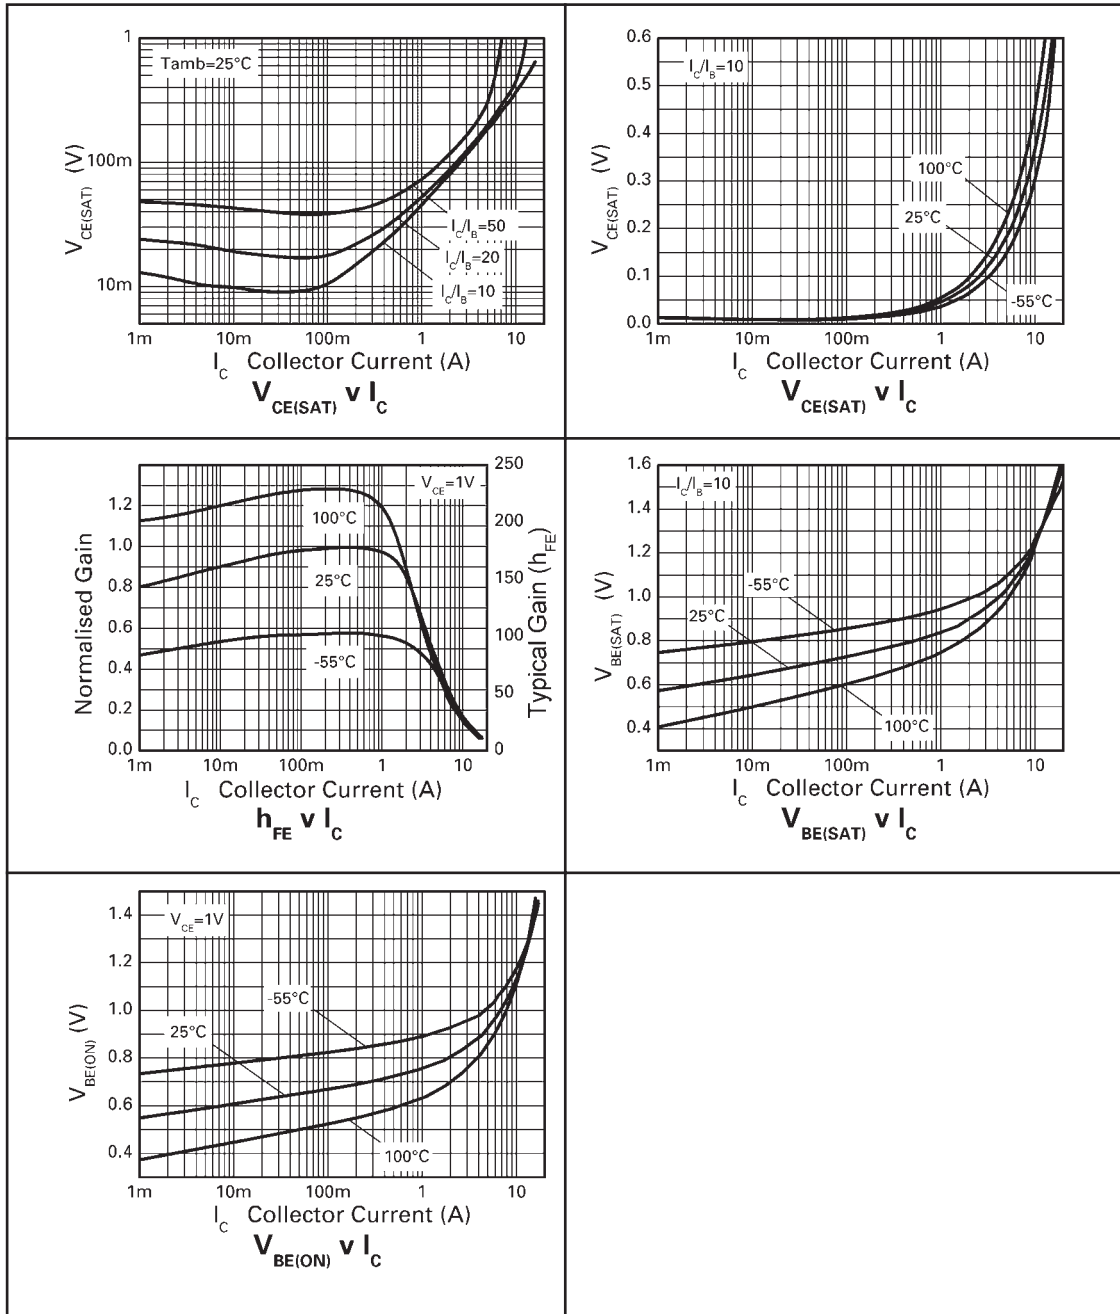 1
100m
10m
V_CE(SAT) (V)
Tamb=25°C
I_C/I_B=50
I_C/I_B=20
I_C/I_B=10
1m 10m 100m 1 10
I_C Collector Current (A)
V_CE(SAT) v I_C
0.6
0.5
0.4
0.3
0.2
0.1
0.0
V_CE(SAT) (V)
I_C/I_B=10
100°C
25°C
-55°C
1m 10m 100m 1 10
I_C Collector Current (A)
V_CE(SAT) v I_C
1.2
1.0
0.8
0.6
0.4
0.2
0.0
Normalised Gain
V_CE=1V
100°C
25°C
-55°C
250
200
150
100
50
0
Typical Gain (h_FE)
1m 10m 100m 1 10
I_C Collector Current (A)
h_FE v I_C
1.6
1.4
1.2
1.0
0.8
0.6
0.4
V_BE(SAT) (V)
I_C/I_B=10
-55°C
25°C
100°C
1m 10m 100m 1 10
I_C Collector Current (A)
V_BE(SAT) v I_C
1.4
1.2
1.0
0.8
0.6
0.4
V_BE(ON) (V)
V_CE=1V
-55°C
25°C
100°C
1m 10m 100m 1 10
I_C Collector Current (A)
V_BE(ON) v I_C